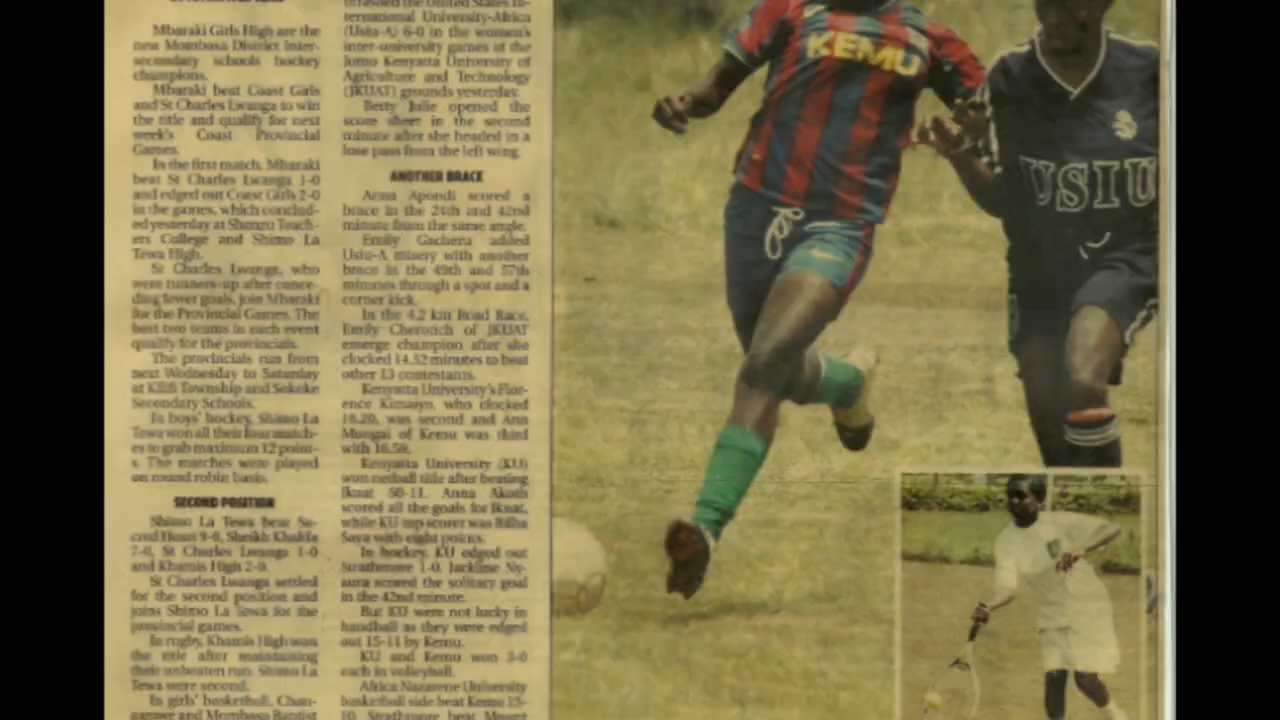 Mbaraki Girls High are the
new Mombasa District inter-
secondary schools hockey
champions.
Mbaraki beat Coast Girls
and St Charles Lwanga to win
the title and qualify for next
week's Coast Provincial
Games.
In the first match, Mbaraki
beat St Charles Lwanga 1-0
and edged out Coast Girls 2-0
in the games, which conclud-
ed yesterday at Shanzu Teach-
ers College and Shimo La
Tewa High.
St Charles Lwanga, who
were runners-up after conce-
ding fewer goals, join Mbaraki
for the Provincial Games. The
best two teams in each event
qualify for the provincials.
The provincials run from
next Wednesday to Saturday
at Kilifi Township and Sokoke
Secondary Schools.
In boys' hockey, Shimo La
Tewa won all their four match-
es to grab maximum 12 point-
s. The matches were played
on round robin basis.
SECOND POSITION
Shimo La Tewa beat Sa-
cred Heart 9-0, Sheikh Khalifa
7-0, St Charles Lwanga 1-0
and Khamis High 2-0.
St Charles Lwanga settled
for the second position and
joins Shimo La Tewa for the
provincial games.
In rugby, Khamis High won
the title after maintaining
their unbeaten run. Shimo La
Tewa were second.
In girls' basketball, Chan-
gamwe and Mombasa Baptist
thrashed the United States In-
ternational University-Africa
(Usiu-A) 6-0 in the women's
inter-university games at the
Jomo Kenyatta University of
Agriculture and Technology
(JKUAT) grounds yesterday.
Betty Julie opened the
score sheet in the second
minute after she headed in a
lose pass from the left wing.
ANOTHER BRACE
Anna Apondi scored a
brace in the 24th and 42nd
minute from the same angle.
Emily Gacheru added
Usiu-A misery with another
brace in the 49th and 57th
minutes through a spot and a
corner kick.
In the 4.2 km Road Race,
Emily Cherotich of JKUAT
emerge champion after she
clocked 14.52 minutes to beat
other 13 contestants.
Kenyatta University's Flor-
ence Kimaiyo, who clocked
16.20, was second and Ann
Mungai of Kemu was third
with 16.59.
Kenyatta University (KU)
won netball title after beating
Jkuat 58-11. Anna Akoth
scored all the goals for Jkuat,
while KU top scorer was Bilha
Soya with eight points.
In hockey, KU edged out
Strathmore 1-0. Jackline Ny-
aura scored the solitary goal
in the 42nd minute.
But KU were not lucky in
handball as they were edged
out 15-11 by Kemu.
KU and Kemu won 3-0
each in volleyball.
Africa Nazarene University
basketball side beat Kemu 13-
10, Strathmore beat Mount
KEMU
USIU